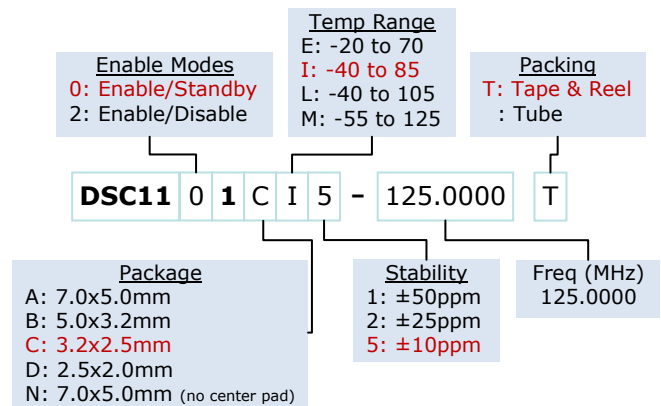 Temp Range
E: -20 to 70
I: -40 to 85
L: -40 to 105
M: -55 to 125
Enable Modes
0: Enable/Standby
2: Enable/Disable
Packing
T: Tape & Reel
: Tube
DSC11 0 1 C I 5 - 125.0000 T
Package
A: 7.0x5.0mm
B: 5.0x3.2mm
C: 3.2x2.5mm
D: 2.5x2.0mm
N: 7.0x5.0mm (no center pad)
Stability
1: ±50ppm
2: ±25ppm
5: ±10ppm
Freq (MHz)
125.0000